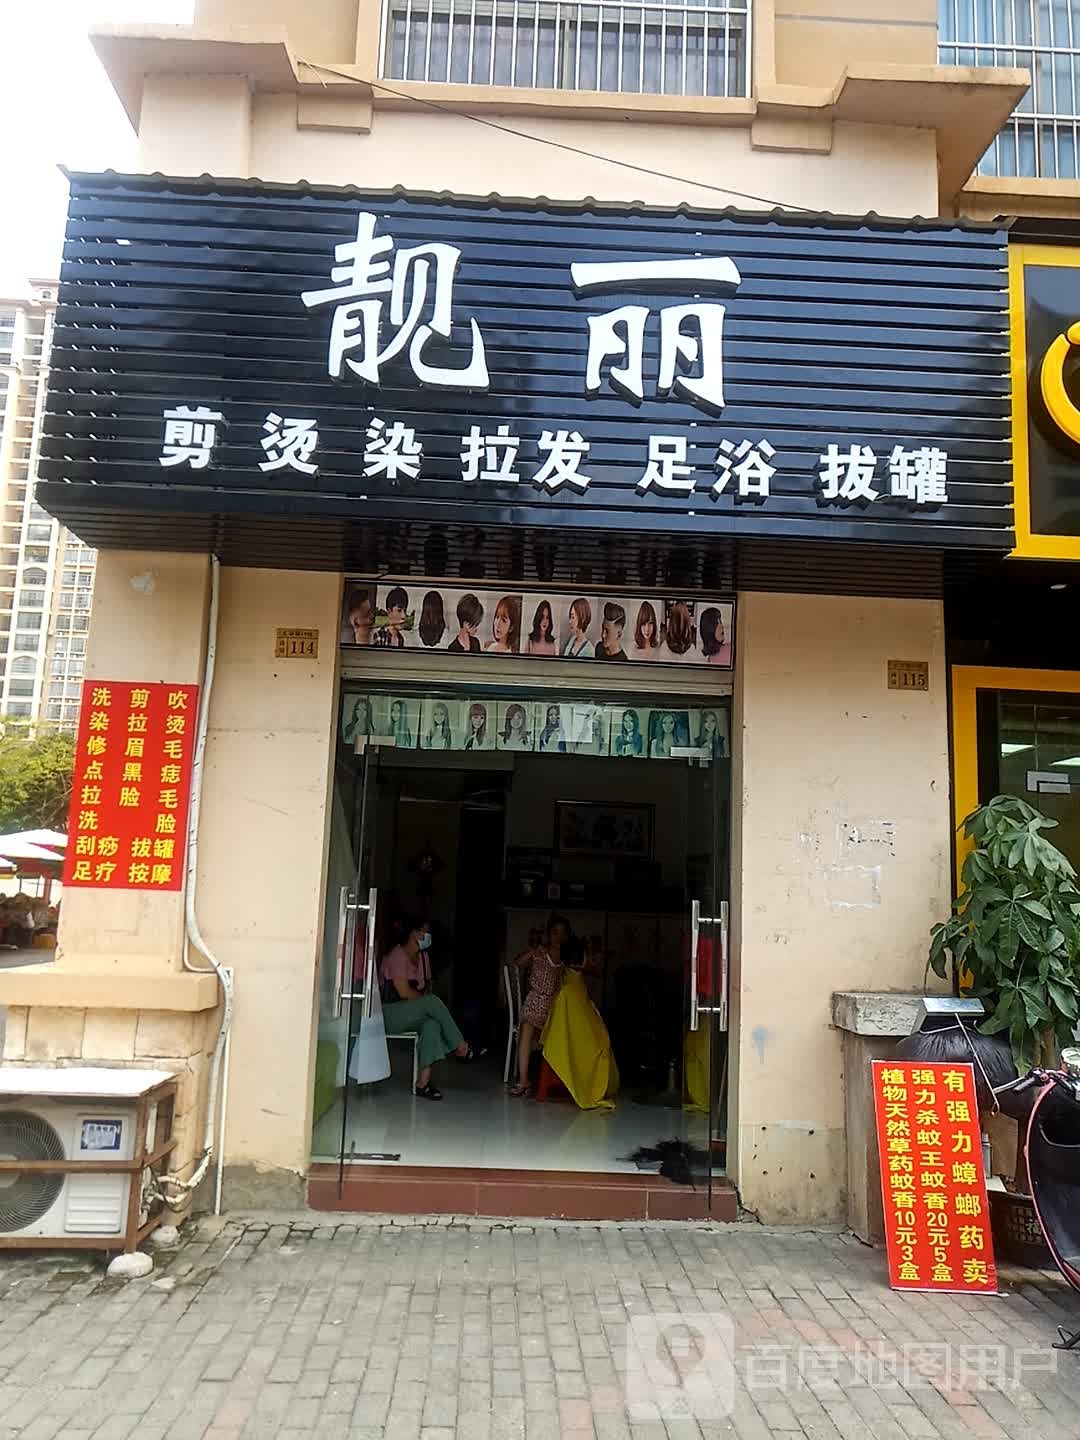 靓丽
剪 烫 染 拉发 足浴 拔罐
114
115
洗 剪 吹
染 拉 烫
修 眉 毛
点 黑 痣
拉 脸 毛
洗 脸
刮痧 拔罐
足疗 按摩
有强力蟑螂药卖
强力杀蚊王蚊香20元5盒
植物天然草药蚊香10元3盒
百度地图用户